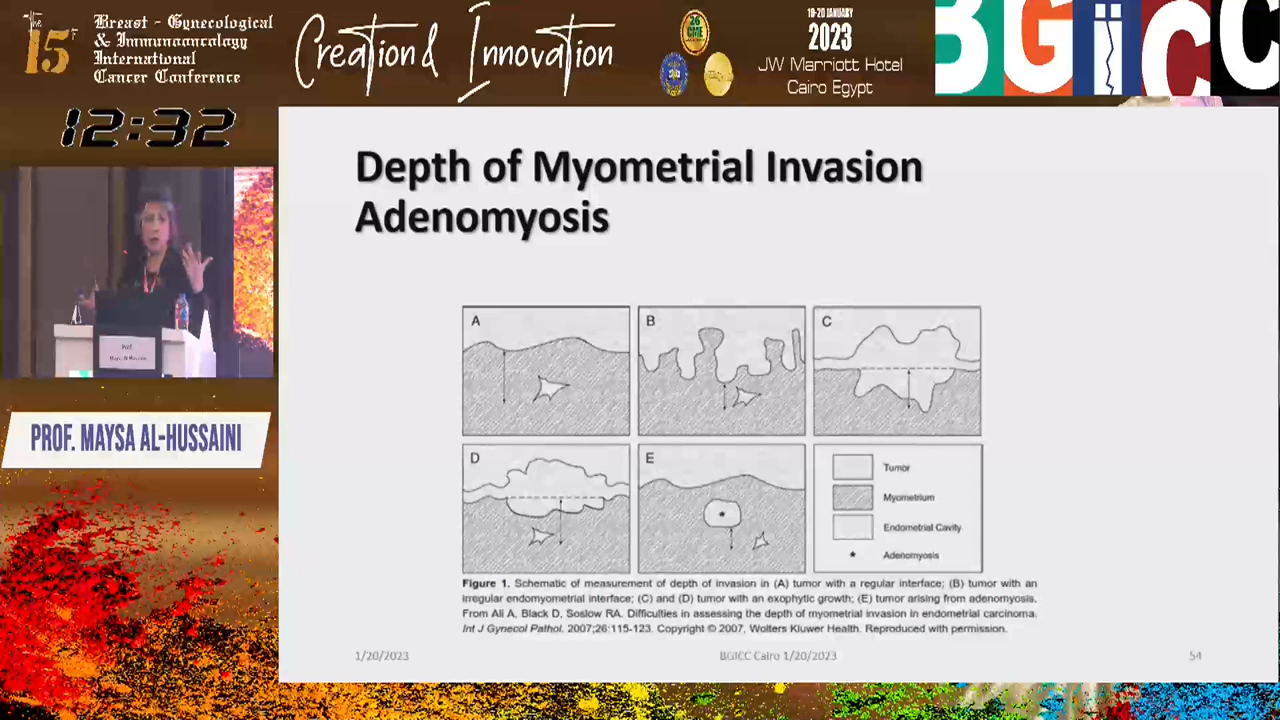 The
15th
Breast - Gynecological
& Immunooncology
International
Cancer Conference
Creation & Innovation
19-20 JANUARY
2023
JW Marriott Hotel
Cairo Egypt
BGiCC
12:32
Depth of Myometrial Invasion
Adenomyosis
A
B
C
D
E
Tumor
Myometrium
Endometrial Cavity
* Adenomyosis
Figure 1. Schematic of measurement of depth of invasion in (A) tumor with a regular interface; (B) tumor with an
irregular endomyometrial interface; (C) and (D) tumor with an exophytic growth; (E) tumor arising from adenomyosis.
From Ali A, Black D, Soslow RA. Difficulties in assessing the depth of myometrial invasion in endometrial carcinoma.
Int J Gynecol Pathol. 2007;26:115-123. Copyright © 2007, Wolters Kluwer Health. Reproduced with permission.
1/20/2023
BGICC Cairo 1/20/2023
54
Prof.
PROF. MAYSA AL-HUSSAINI